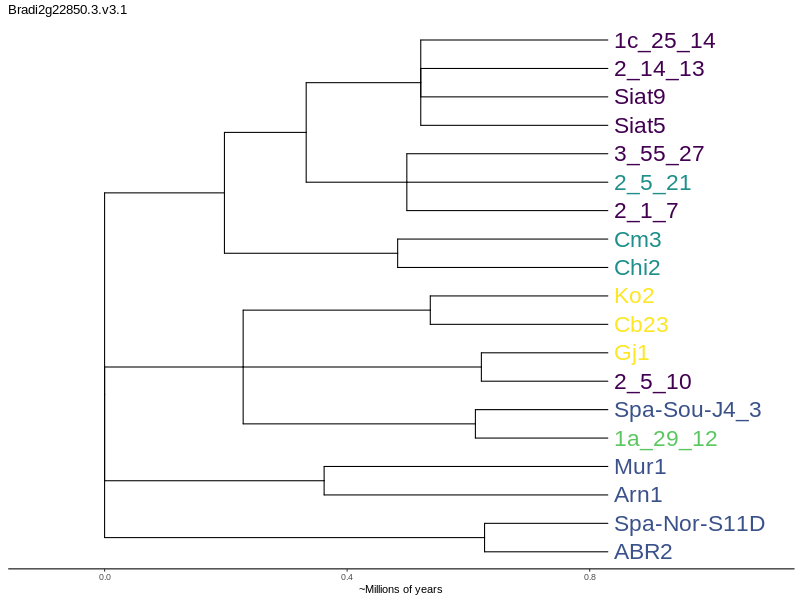 Bradi2g22850.3.v3.1
1c_25_14
2_14_13
Siat9
Siat5
3_55_27
2_5_21
2_1_7
Cm3
Chi2
Ko2
Cb23
Gj1
2_5_10
Spa-Sou-J4_3
1a_29_12
Mur1
Arn1
Spa-Nor-S11D
ABR2
0.0 0.4 0.8
~Millions of years